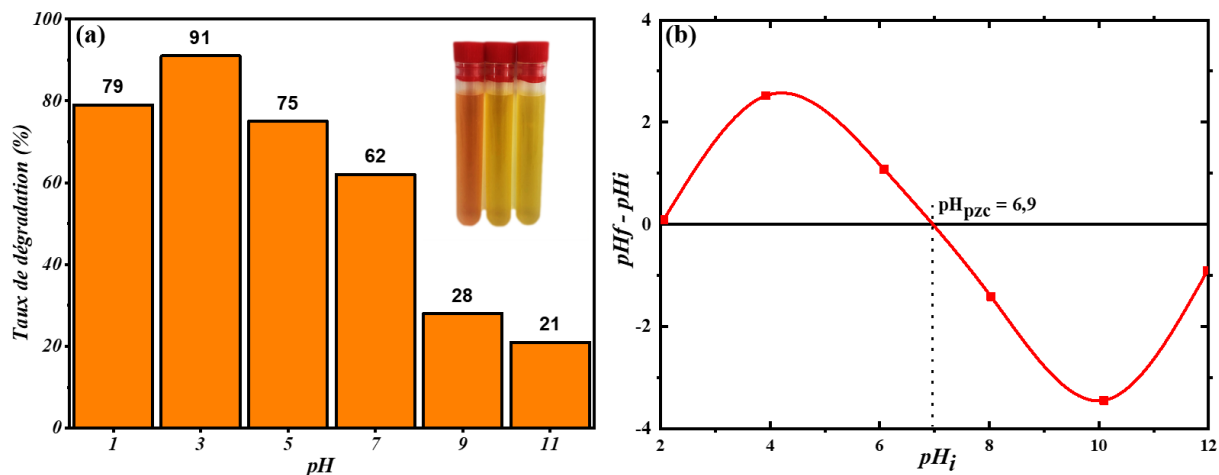 (a)
100
80
60
40
20
0
Taux de dégradation (%)
79
91
75
62
28
21
1 3 5 7 9 11
pH
(b)
4
2
0
-2
-4
pHf - pHi
pHpzc = 6,9
2 4 6 8 10 12
pHi